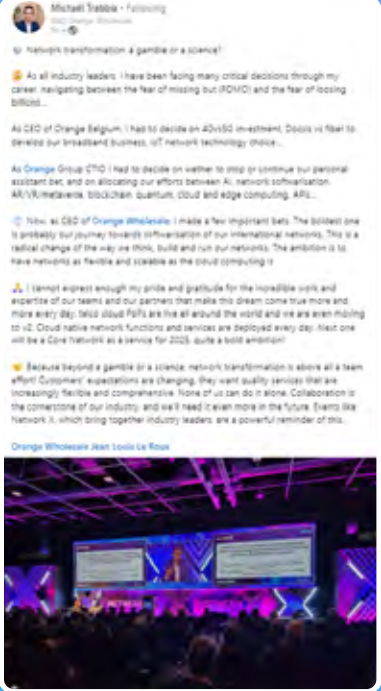 Michaël Trabbia • Following
CEO Orange Wholesale
Network transformation: a gamble or a science?
As all industry leaders, I have been facing many critical decisions through my
career, navigating between the fear of missing out (FOMO) and the fear of loosing
billions...
As CEO of Orange Belgium, I had to decide on 4Gvs5G investment, Docsis vs fiber to
develop our broadband business, IoT network technology choice...
As Orange Group CTIO I had to decide on wether to stop or continue our personal
assistant bet, and on allocating our efforts between AI, network softwarisation,
AR/VR/metaverse, blockchain, quantum, cloud and edge computing, APIs...
Now, as CEO of Orange Wholesale, I made a few important bets. The boldest one
is probably our journey towards softwarisation of our international networks. This is a
radical change of the way we think, build and run our networks. The ambition is to
have networks as flexible and scalable as the cloud computing is
I cannot express enough my pride and gratitude for the incredible work and
expertise of our teams and our partners that make this dream come true more and
more every day: telco cloud PoPs are live all around the world and we are even moving
to v2. Cloud native network functions and services are deployed every day. Next one
will be a Core Network as a service for 2025, quite a bold ambition!
Because beyond a gamble or a science, network transformation is above all a team
effort! Customers' expectations are changing, they want quality services that are
increasingly flexible and comprehensive. None of us can do it alone. Collaboration is
the cornerstone of our industry, and we'll need it even more in the future. Events like
Network X, which bring together industry leaders, are a powerful reminder of this.
Orange Wholesale Jean Louis Le Roux